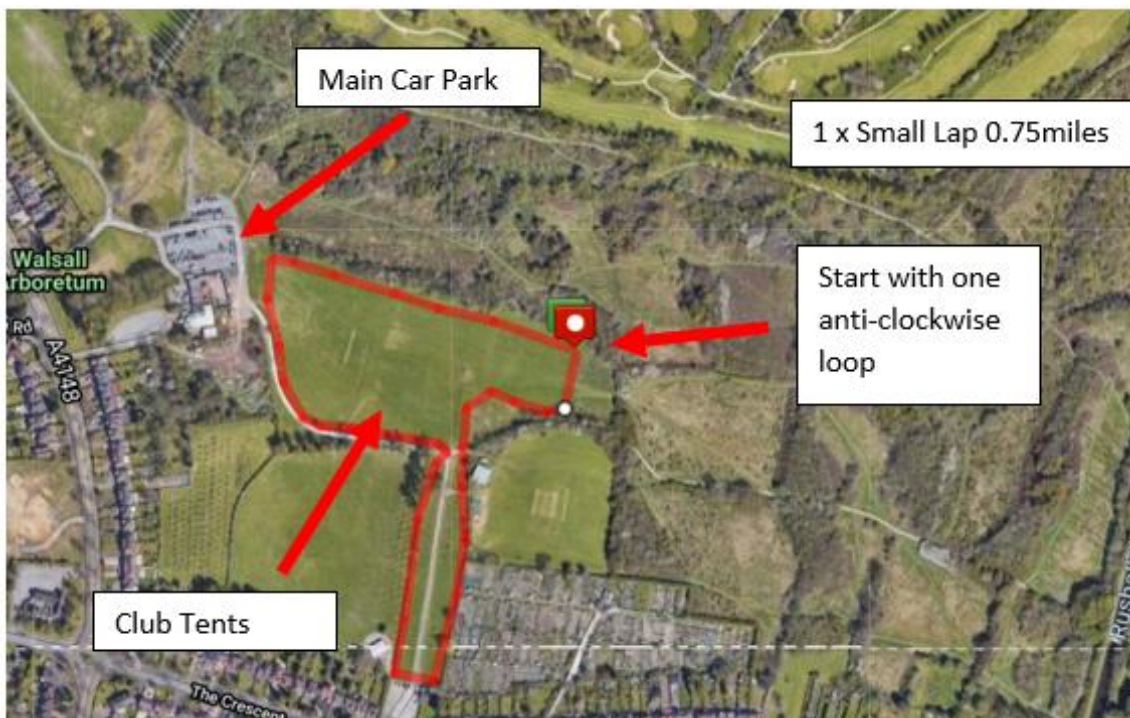 Main Car Park
1 x Small Lap 0.75miles
Walsall
Arboretum
Start with one
anti-clockwise
loop
Rd
A4148
Club Tents
The Crescent